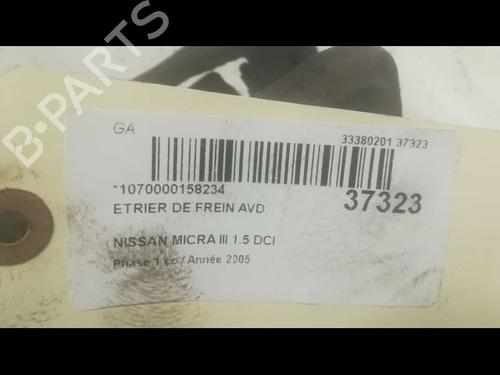 B-PARTS
GA
33380201 37323
*1070000158234
37323
ETRIER DE FREIN AVD
NISSAN MICRA III 1.5 DCI
Phase 1 / Année 2005